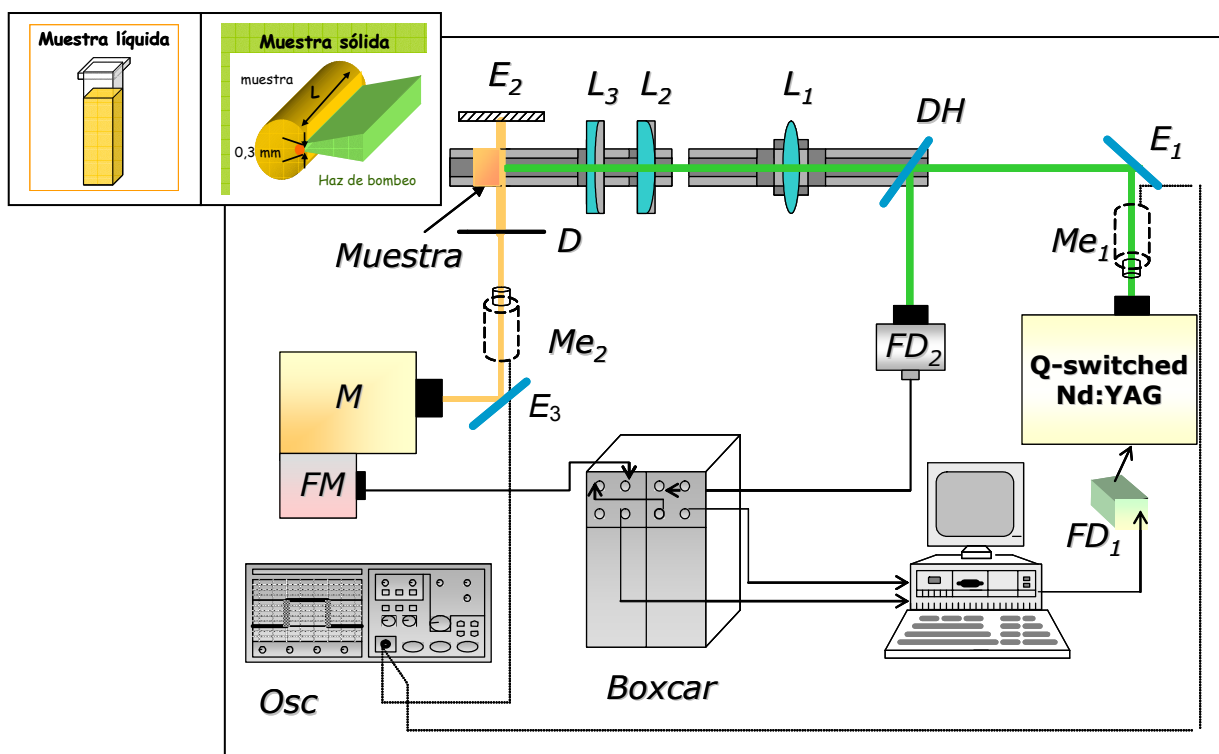 Muestra líquida
Muestra sólida
muestra
L
0,3 mm
Haz de bombeo
E2
L3
L2
L1
DH
E1
Muestra
D
Me1
Me2
FD2
Q-switched
Nd:YAG
M
E3
FM
FD1
Osc
Boxcar